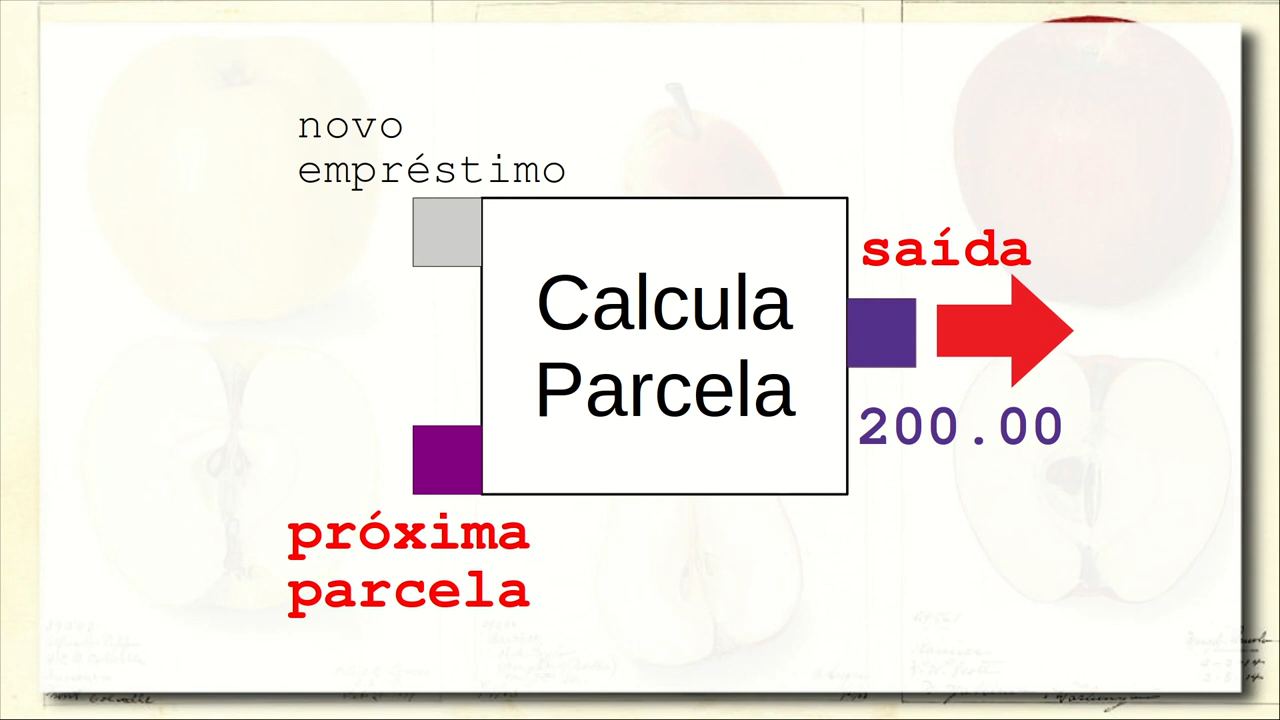 novo
empréstimo
Calcula
Parcela
saída
200.00
próxima
parcela